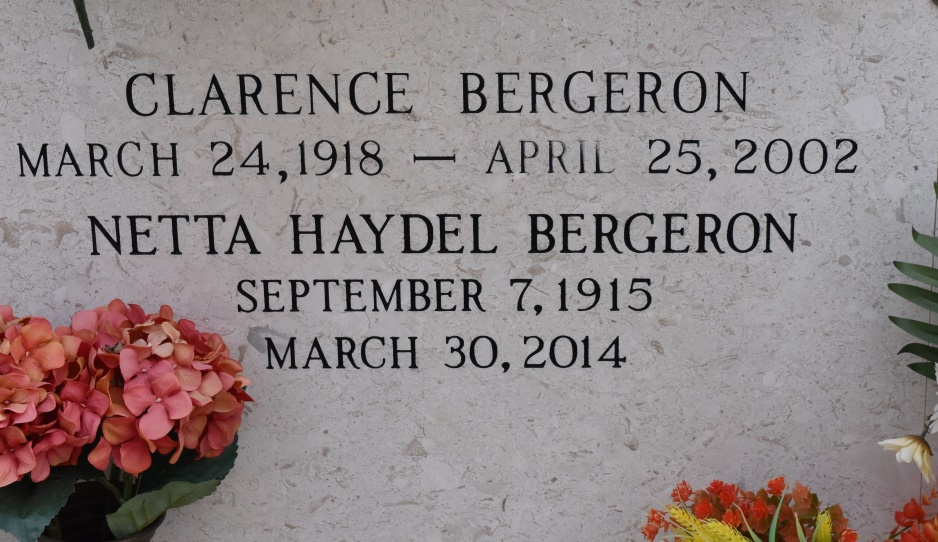 CLARENCE BERGERON
MARCH 24,1918 — APRIL 25,2002
NETTA HAYDEL BERGERON
SEPTEMBER 7,1915
MARCH 30,2014